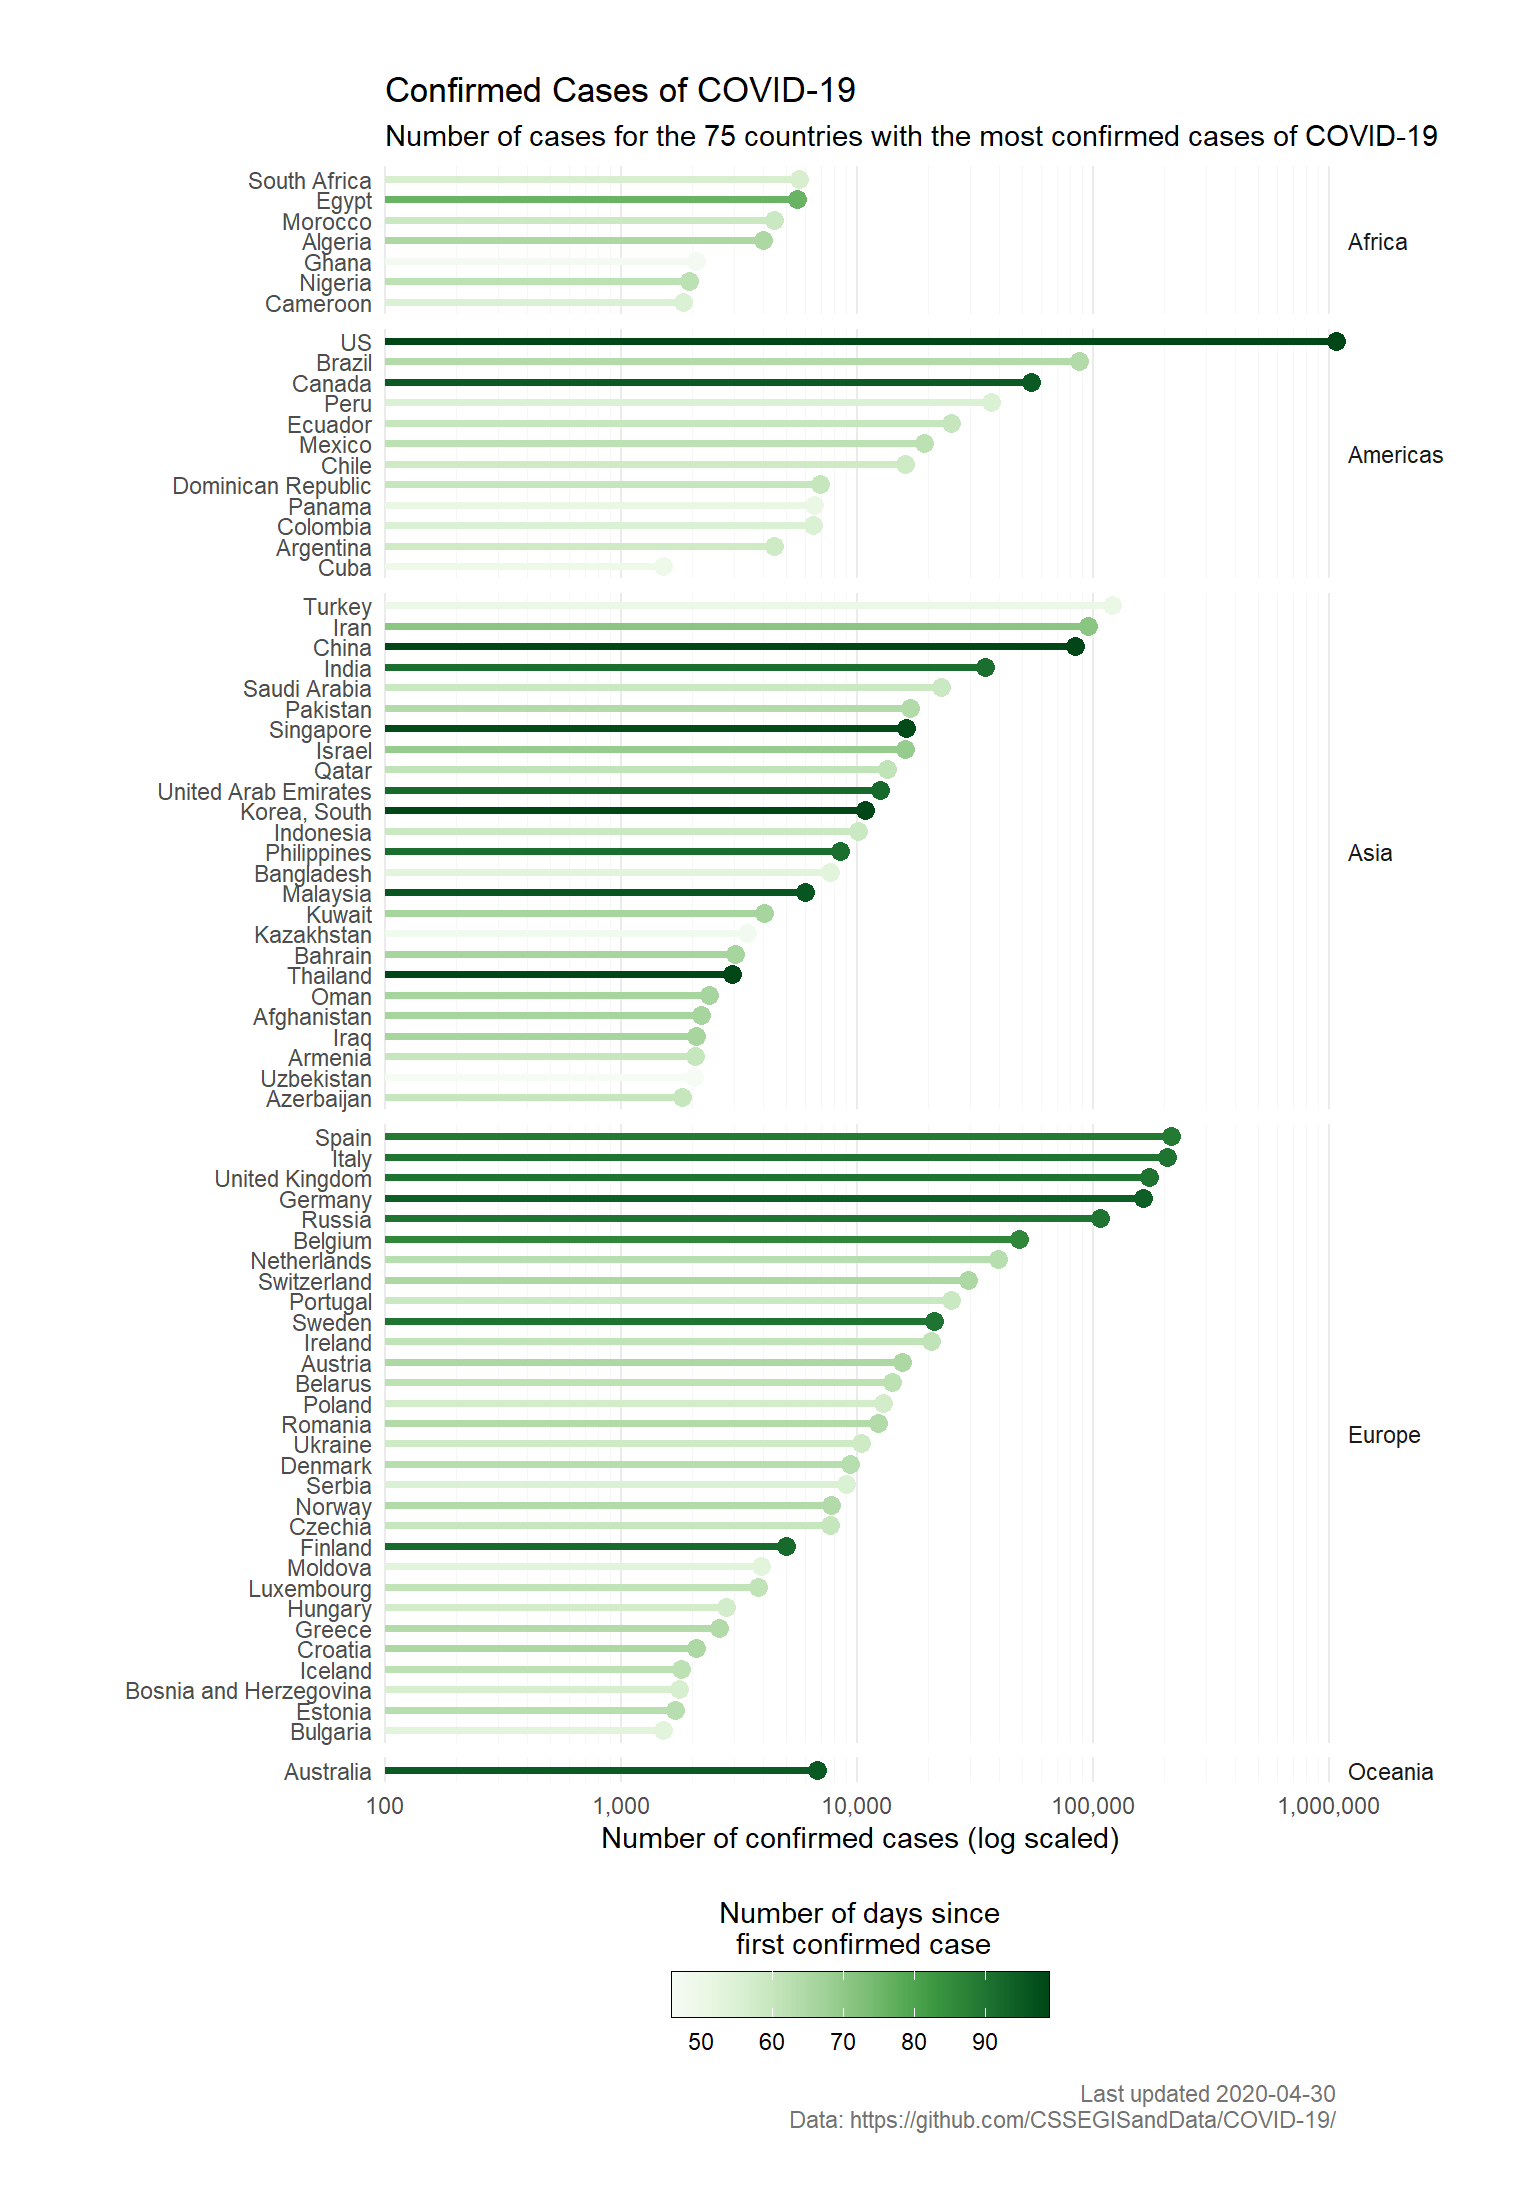 Confirmed Cases of COVID-19
Number of cases for the 75 countries with the most confirmed cases of COVID-19
South Africa
Egypt
Morocco
Algeria
Ghana
Nigeria
Cameroon
Africa
US
Brazil
Canada
Peru
Ecuador
Mexico
Chile
Dominican Republic
Panama
Colombia
Argentina
Cuba
Americas
Turkey
Iran
China
India
Saudi Arabia
Pakistan
Singapore
Israel
Qatar
United Arab Emirates
Korea, South
Indonesia
Philippines
Bangladesh
Malaysia
Kuwait
Kazakhstan
Bahrain
Thailand
Oman
Afghanistan
Iraq
Armenia
Uzbekistan
Azerbaijan
Asia
Spain
Italy
United Kingdom
Germany
Russia
Belgium
Netherlands
Switzerland
Portugal
Sweden
Ireland
Austria
Belarus
Poland
Romania
Ukraine
Denmark
Serbia
Norway
Czechia
Finland
Moldova
Luxembourg
Hungary
Greece
Croatia
Iceland
Bosnia and Herzegovina
Estonia
Bulgaria
Europe
Australia
Oceania
100 1,000 10,000 100,000 1,000,000
Number of confirmed cases (log scaled)
Number of days since
first confirmed case
50 60 70 80 90
Last updated 2020-04-30
Data: https://github.com/CSSEGISandData/COVID-19/